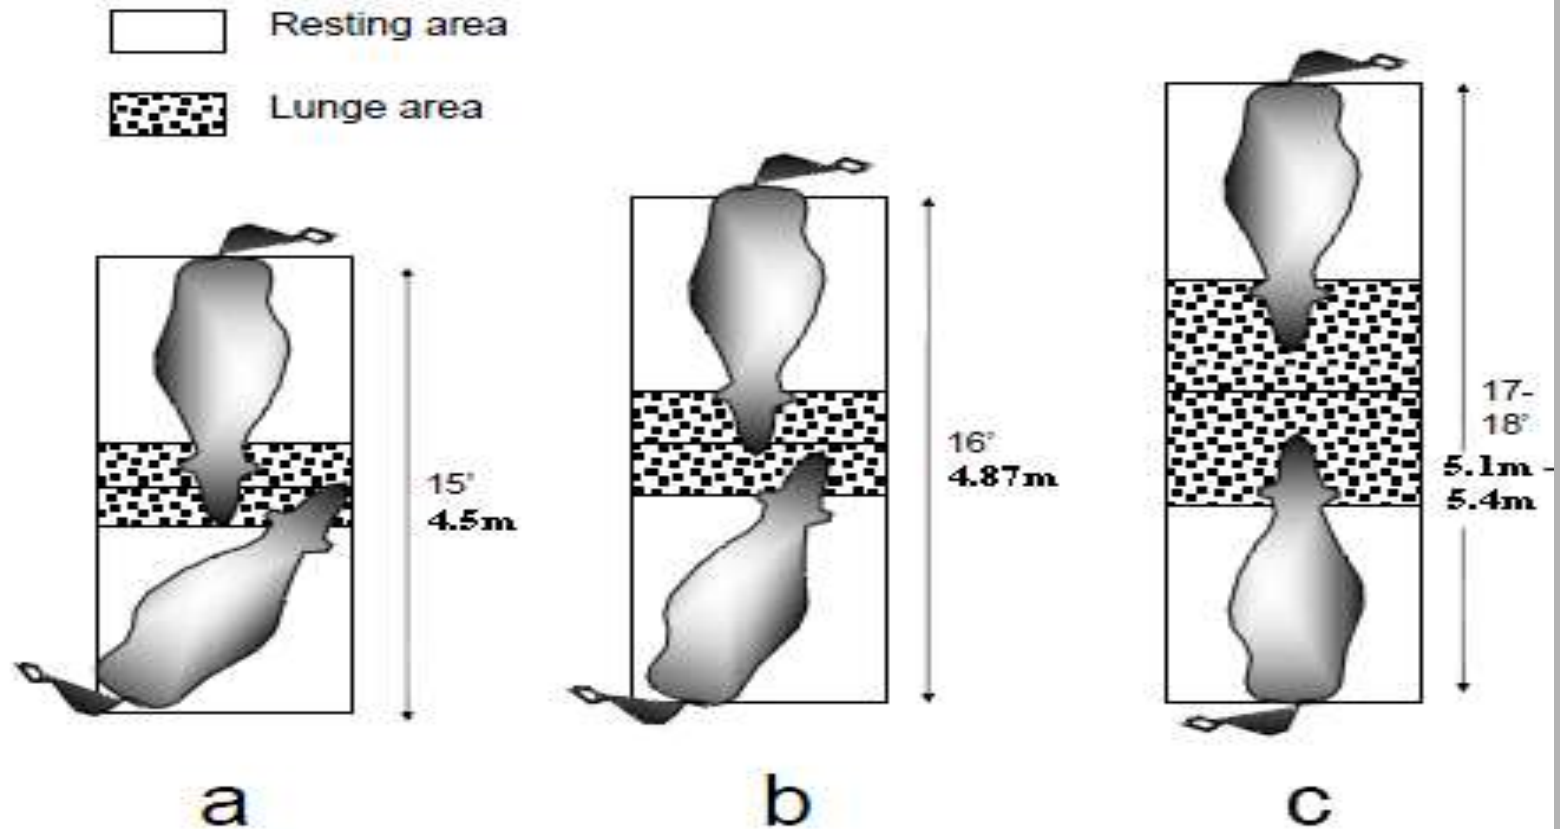 Resting area
Lunge area
15'
4.5m
16'
4.87m
17-
18'
5.1m -
5.4m
a
b
c